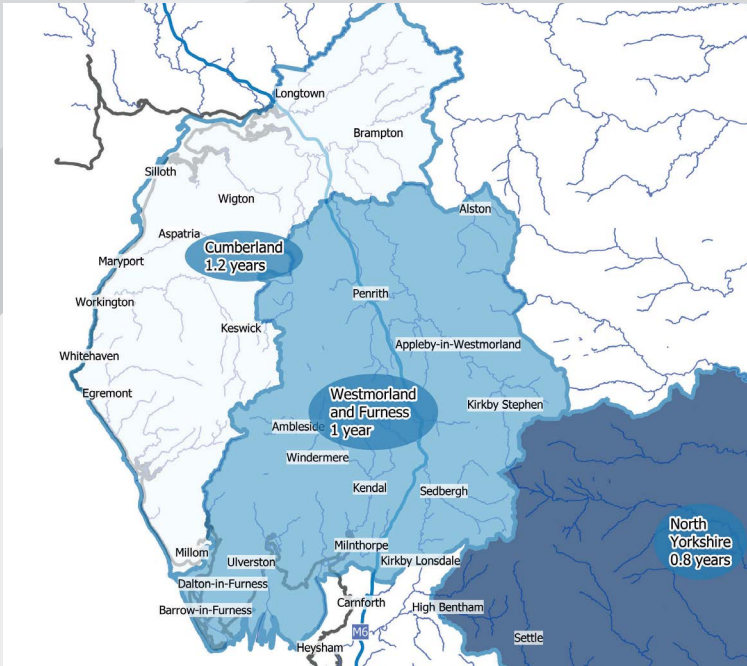 Longtown
Brampton
Silloth
Wigton
Alston
Aspatria
Cumberland
1.2 years
Maryport
Penrith
Workington
Keswick
Appleby-in-Westmorland
Whitehaven
Egremont
Westmorland
and Furness
1 year
Kirkby Stephen
Ambleside
Windermere
Kendal
Sedbergh
North
Yorkshire
0.8 years
Millom
Milnthorpe
Ulverston
Kirkby Lonsdale
Dalton-in-Furness
Carnforth
High Bentham
Barrow-in-Furness
M6
Settle
Heysham